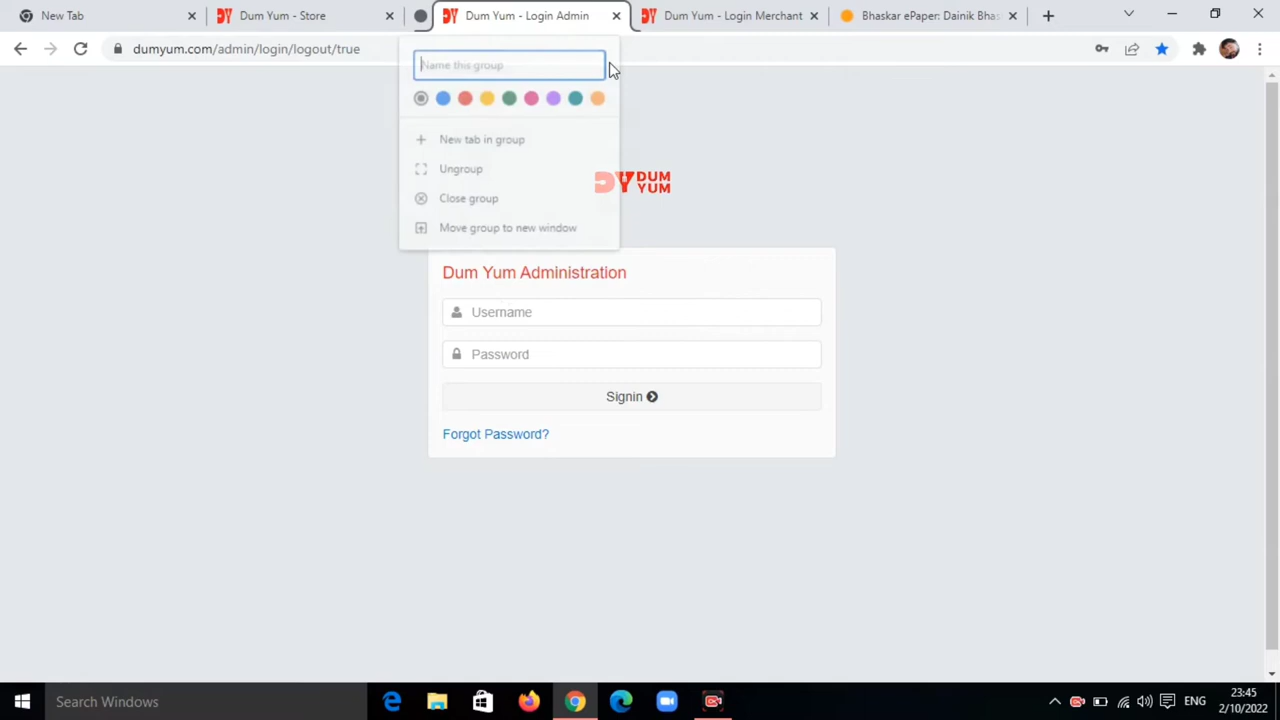 New Tab
Dum Yum - Store
Dum Yum - Login Admin
Dum Yum - Login Merchant
Bhaskar ePaper: Dainik Bhas
dumyum.com/admin/login/logout/true
Name this group
New tab in group
Ungroup
Close group
Move group to new window
DY DUM
YUM
Dum Yum Administration
Username
Password
Signin
Forgot Password?
Search Windows
ENG
23:45
2/10/2022